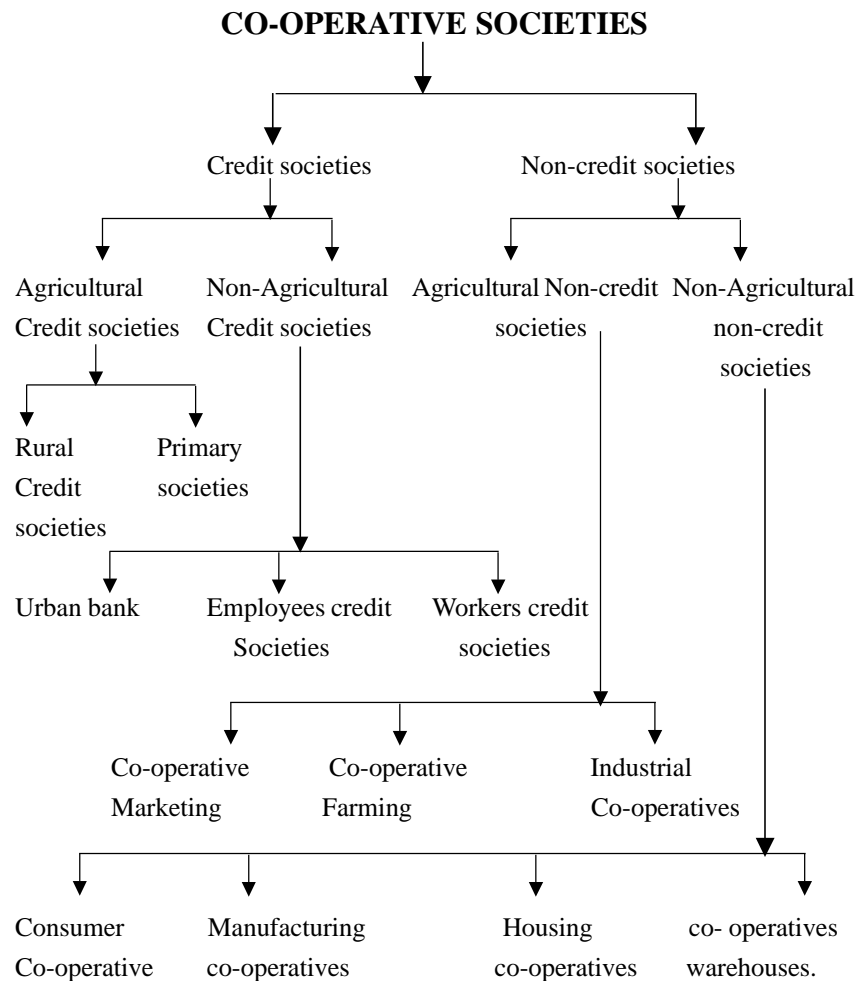 CO-OPERATIVE SOCIETIES
Credit societies
Non-credit societies
Agricultural
Credit societies
Non-Agricultural
Credit societies
Agricultural Non-credit
societies
Non-Agricultural
non-credit
societies
Rural
Credit
societies
Primary
societies
Urban bank
Employees credit
Societies
Workers credit
societies
Co-operative
Marketing
Co-operative
Farming
Industrial
Co-operatives
Consumer
Co-operative
Manufacturing
co-operatives
Housing
co-operatives
co- operatives
warehouses.